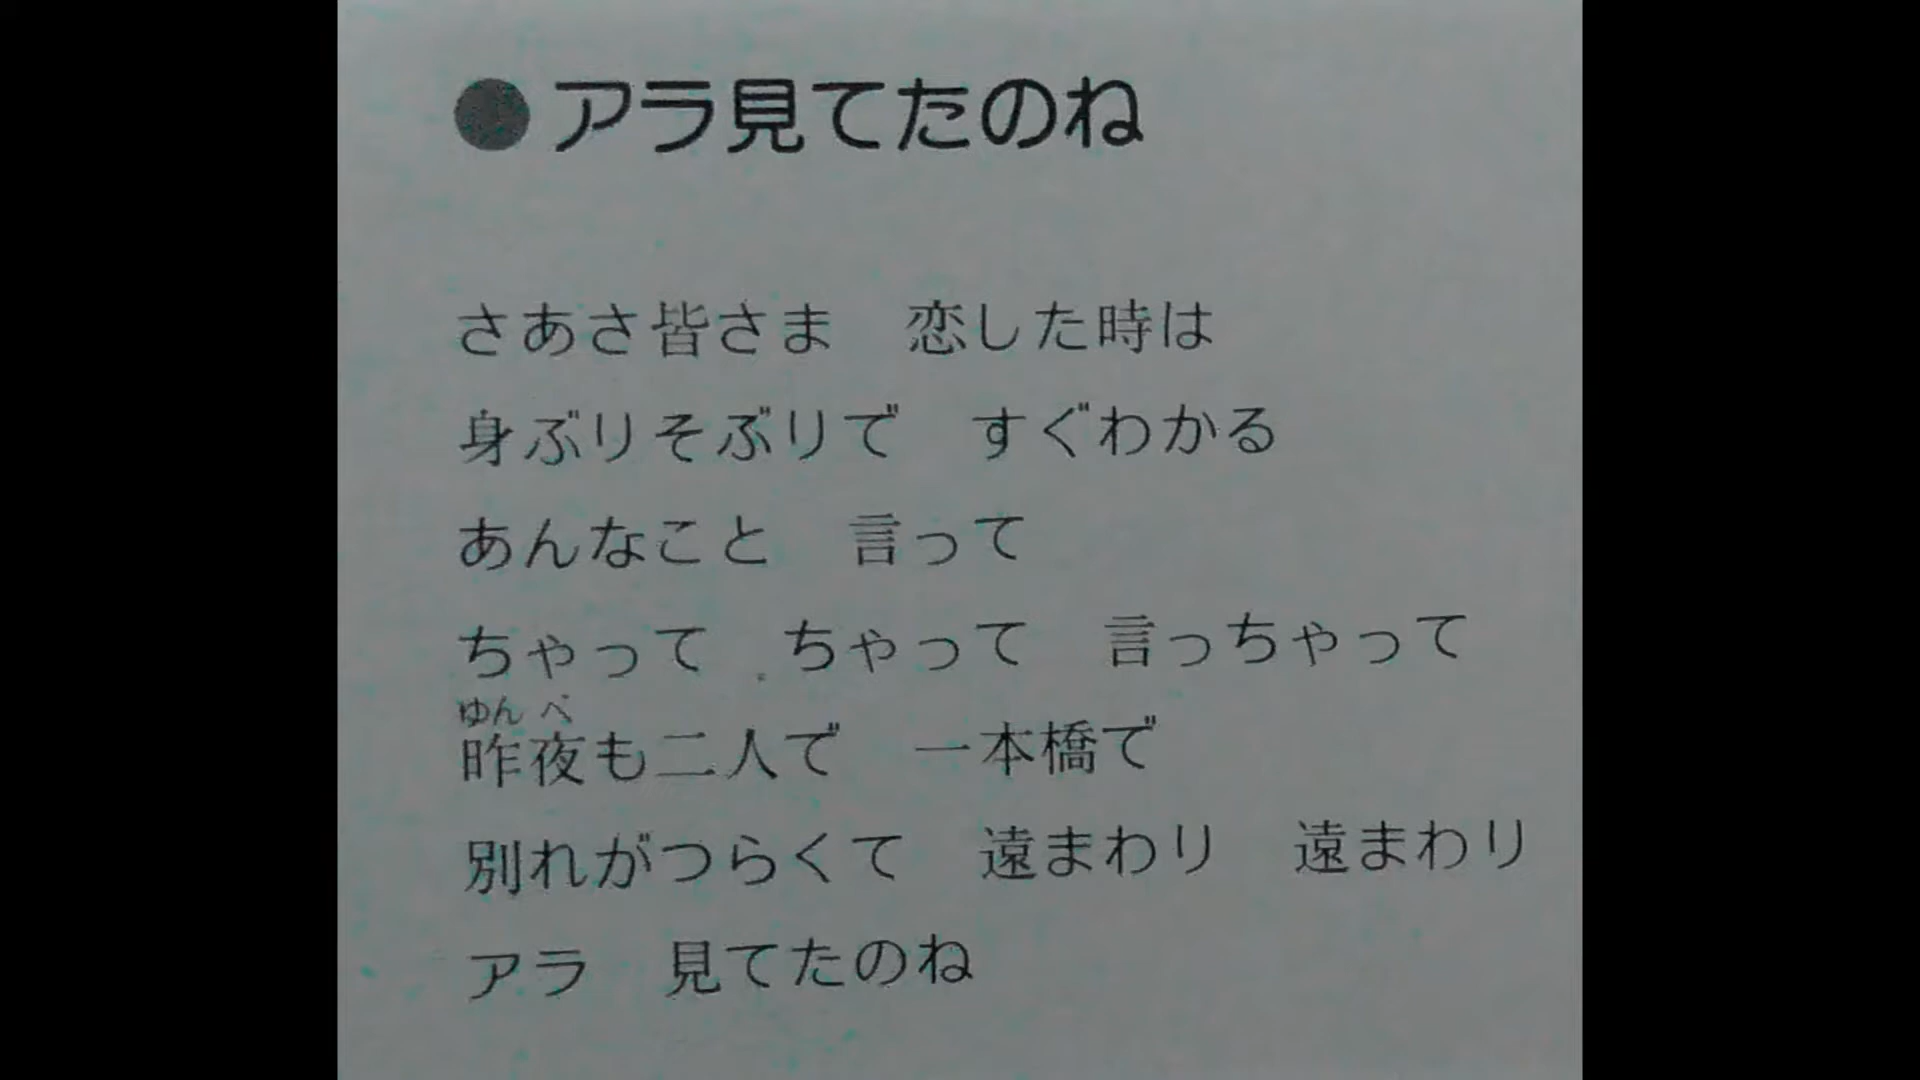 ●アラ見てたのね
さあさ皆さま　恋した時は
身ぶりそぶりで　すぐわかる
あんなこと　言って
ちゃって　ちゃって　言っちゃって
ゆんべ
昨夜も二人で　一本橋で
別れがつらくて　遠まわり　遠まわり
アラ　見てたのね